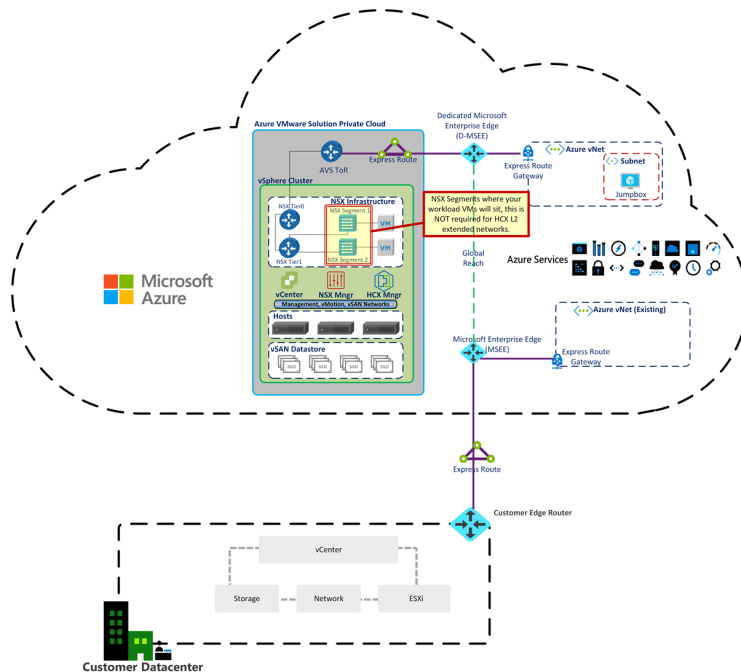 Dedicated Microsoft
Enterprise Edge
(D-MSEE)
Azure VMware Solution Private Cloud
AVS ToR
Express Route
Express Route
Gateway
Azure vNet
Subnet
Jumpbox
vSphere Cluster
NSX Infrastructure
NSX Tier0
NSX Segment 1
VM
NSX Tier1
NSX Segment 2
VM
NSX Segments where your
workload VMs will sit, this is
NOT required for HCX L2
extended networks.
Global
Reach
Azure Services
Microsoft
Azure
vCenter
NSX Mngr
HCX Mngr
Management, vMotion, vSAN Networks
Hosts
vSAN Datastore
SSD
SSD
SSD
SSD
Azure vNet (Existing)
Microsoft Enterprise Edge
(MSEE)
Express Route
Gateway
Express Route
Customer Edge Router
vCenter
Storage
Network
ESXi
Customer Datacenter